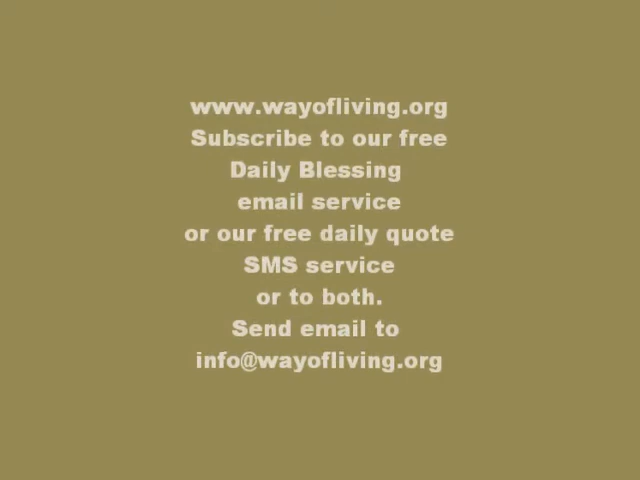 www.wayofliving.org
Subscribe to our free
Daily Blessing
email service
or our free daily quote
SMS service
or to both.
Send email to
info@wayofliving.org